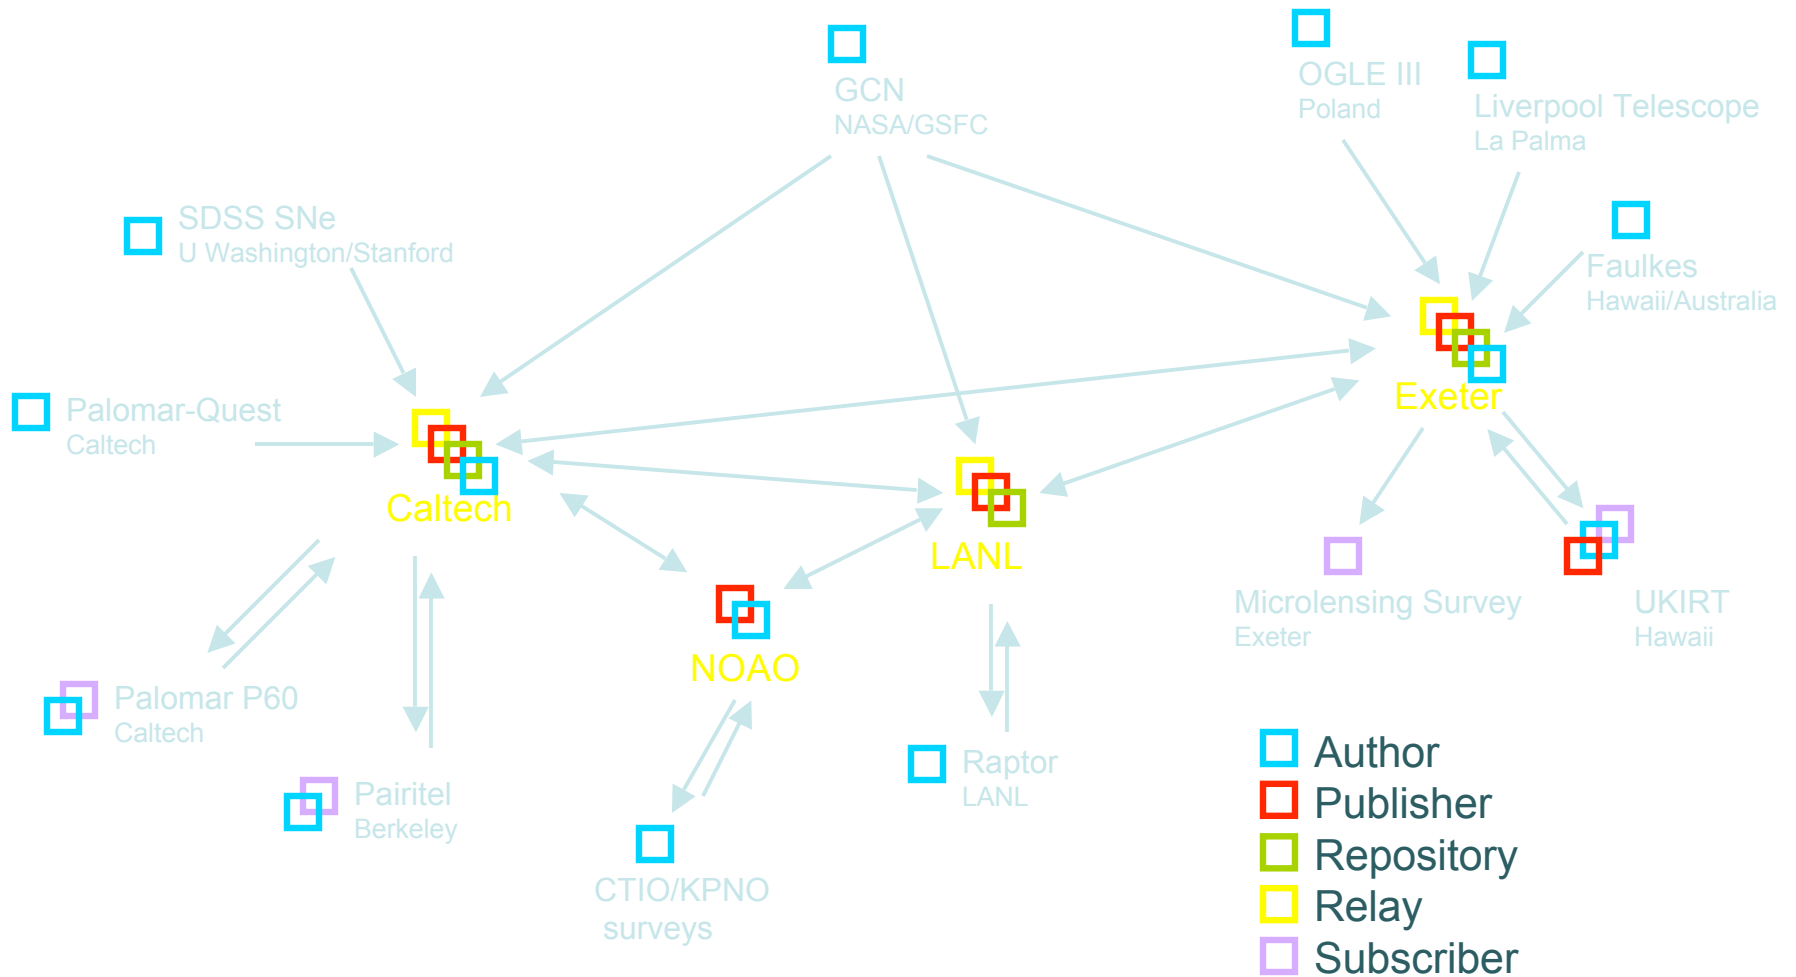 GCN
NASA/GSFC
OGLE III
Poland
Liverpool Telescope
La Palma
SDSS SNe
U Washington/Stanford
Faulkes
Hawaii/Australia
Palomar-Quest
Caltech
Exeter
Caltech
LANL
NOAO
Microlensing Survey
Exeter
UKIRT
Hawaii
Palomar P60
Caltech
Pairitel
Berkeley
Raptor
LANL
CTIO/KPNO
surveys
Author
Publisher
Repository
Relay
Subscriber